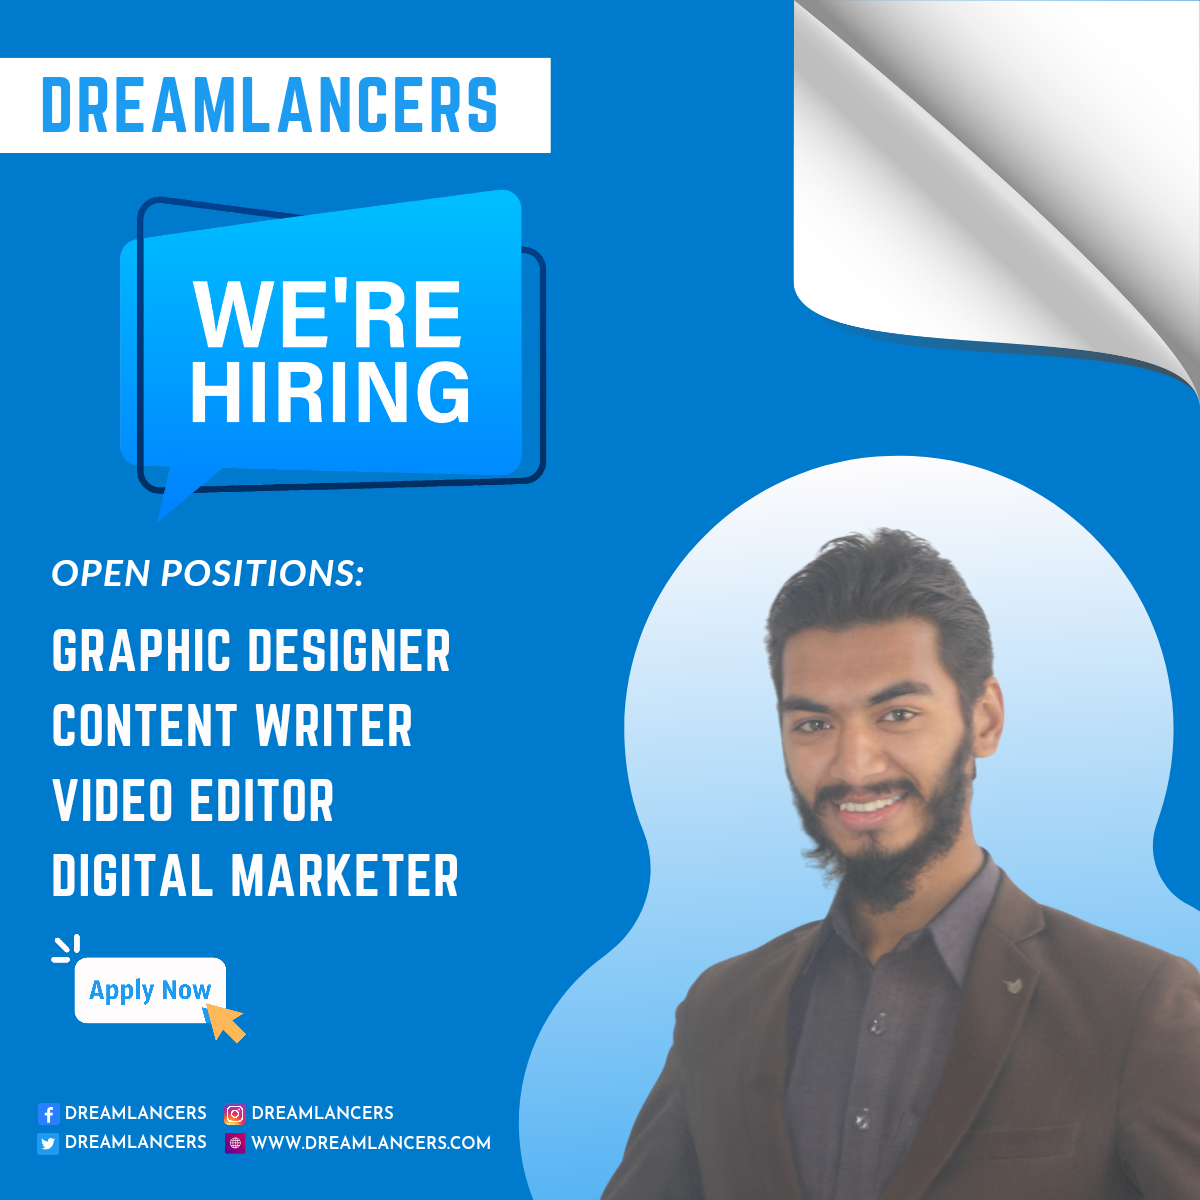 DREAMLANCERS
WE'RE
HIRING
OPEN POSITIONS:
GRAPHIC DESIGNER
CONTENT WRITER
VIDEO EDITOR
DIGITAL MARKETER
Apply Now
DREAMLANCERS DREAMLANCERS
DREAMLANCERS WWW.DREAMLANCERS.COM